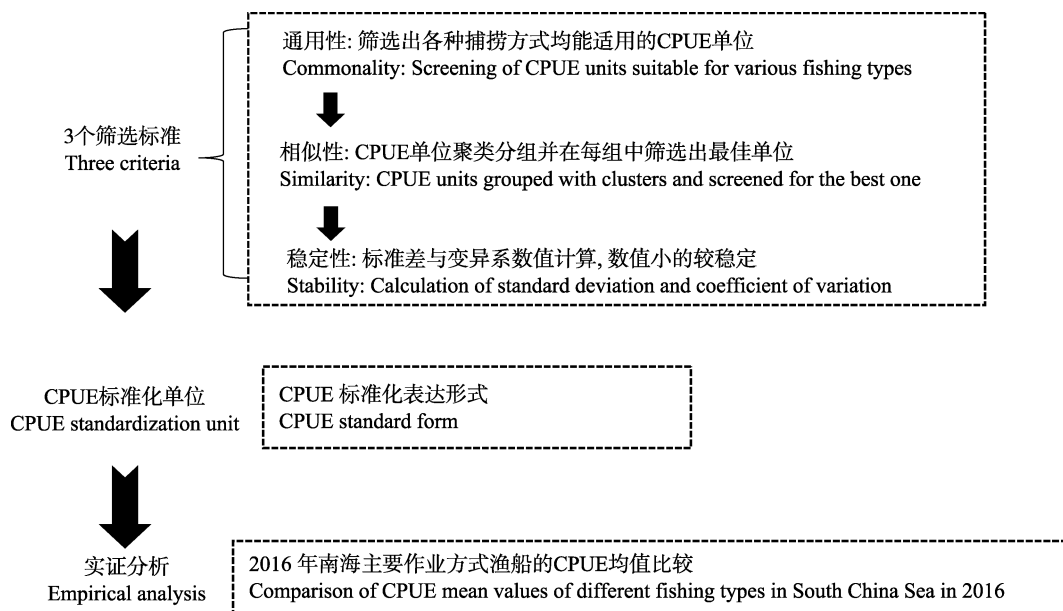 通用性: 筛选出各种捕捞方式均能适用的CPUE单位
Commonality: Screening of CPUE units suitable for various fishing types
3个筛选标准
Three criteria
相似性: CPUE单位聚类分组并在每组中筛选出最佳单位
Similarity: CPUE units grouped with clusters and screened for the best one
稳定性: 标准差与变异系数值计算, 数值小的较稳定
Stability: Calculation of standard deviation and coefficient of variation
CPUE标准化单位
CPUE standardization unit
CPUE 标准化表达形式
CPUE standard form
实证分析
Empirical analysis
2016 年南海主要作业方式渔船的CPUE均值比较
Comparison of CPUE mean values of different fishing types in South China Sea in 2016